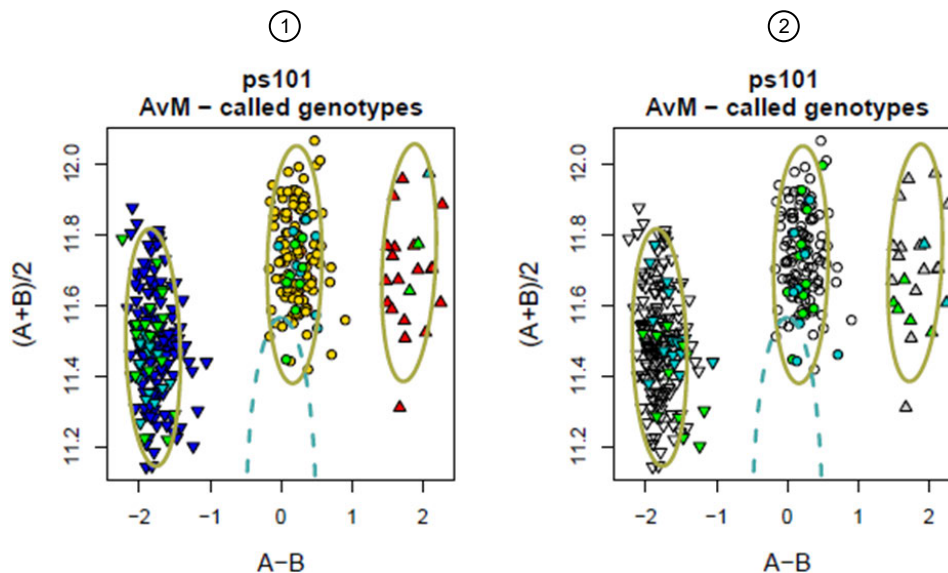 ① ②
ps101 ps101
AvM − called genotypes AvM − called genotypes
12.0 12.0
11.8 11.8
(A+B)/2 (A+B)/2
11.6 11.6
11.4 11.4
11.2 11.2
−2 −1 0 1 2 −2 −1 0 1 2
A−B A−B